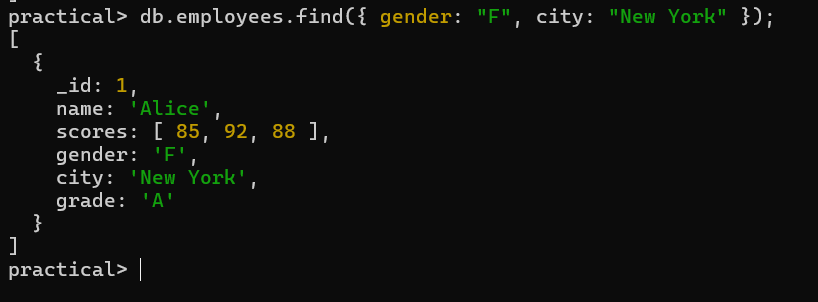 practical> db.employees.find({ gender: "F", city: "New York" });
[
  {
    _id: 1,
    name: 'Alice',
    scores: [ 85, 92, 88 ],
    gender: 'F',
    city: 'New York',
    grade: 'A'
  }
]
practical>